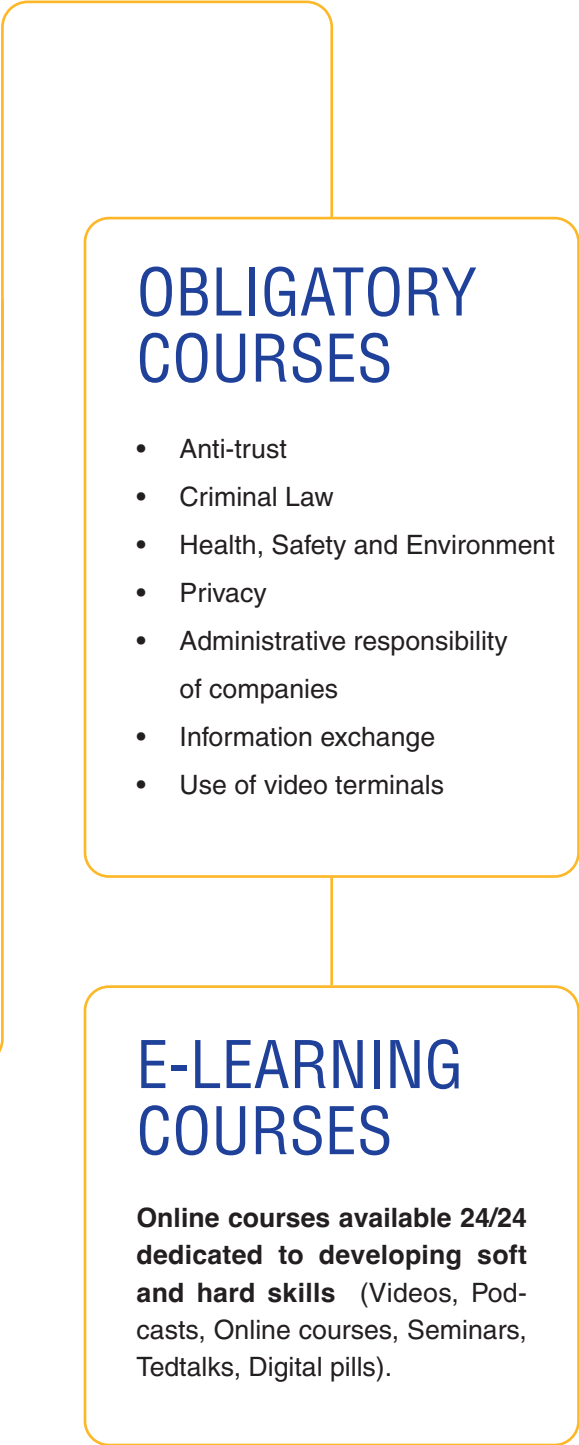 OBLIGATORY
COURSES
• Anti-trust
• Criminal Law
• Health, Safety and Environment
• Privacy
• Administrative responsibility
of companies
• Information exchange
• Use of video terminals
E-LEARNING
COURSES
Online courses available 24/24
dedicated to developing soft
and hard skills (Videos, Pod-
casts, Online courses, Seminars,
Tedtalks, Digital pills).